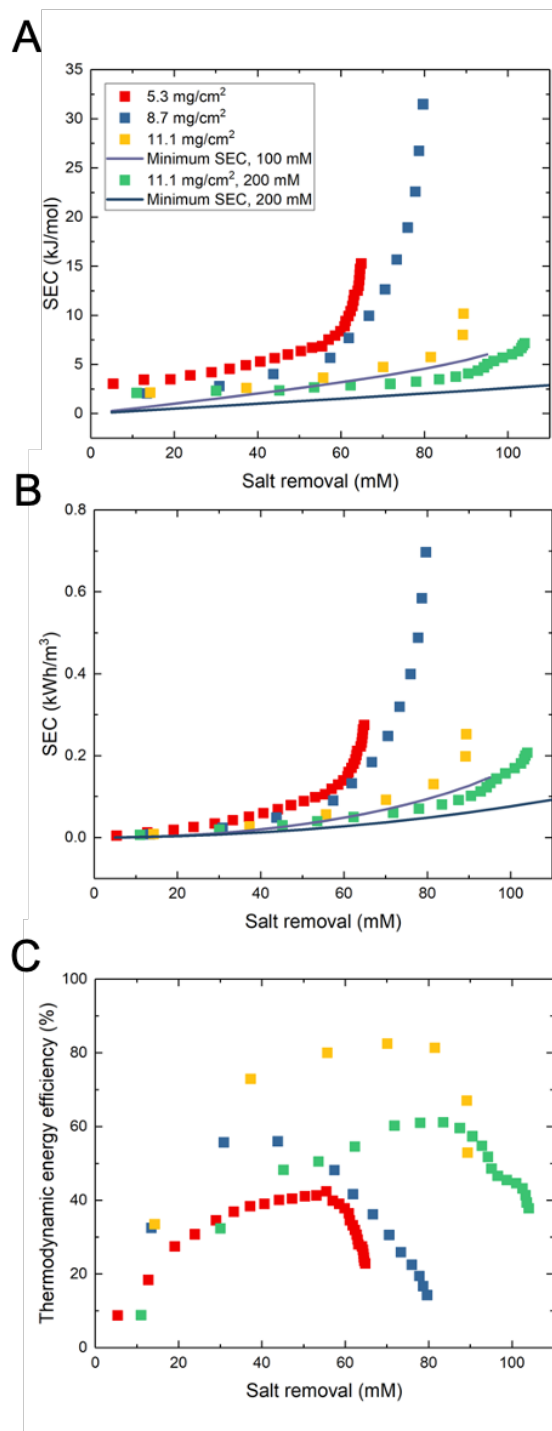 A
35
30
25
20
15
10
5
0
SEC (kJ/mol)
5.3 mg/cm²
8.7 mg/cm²
11.1 mg/cm²
Minimum SEC, 100 mM
11.1 mg/cm², 200 mM
Minimum SEC, 200 mM
0 20 40 60 80 100
Salt removal (mM)
B
0.8
0.6
0.4
0.2
0.0
SEC (kWh/m³)
0 20 40 60 80 100
Salt removal (mM)
C
100
80
60
40
20
0
Thermodynamic energy efficiency (%)
0 20 40 60 80 100
Salt removal (mM)